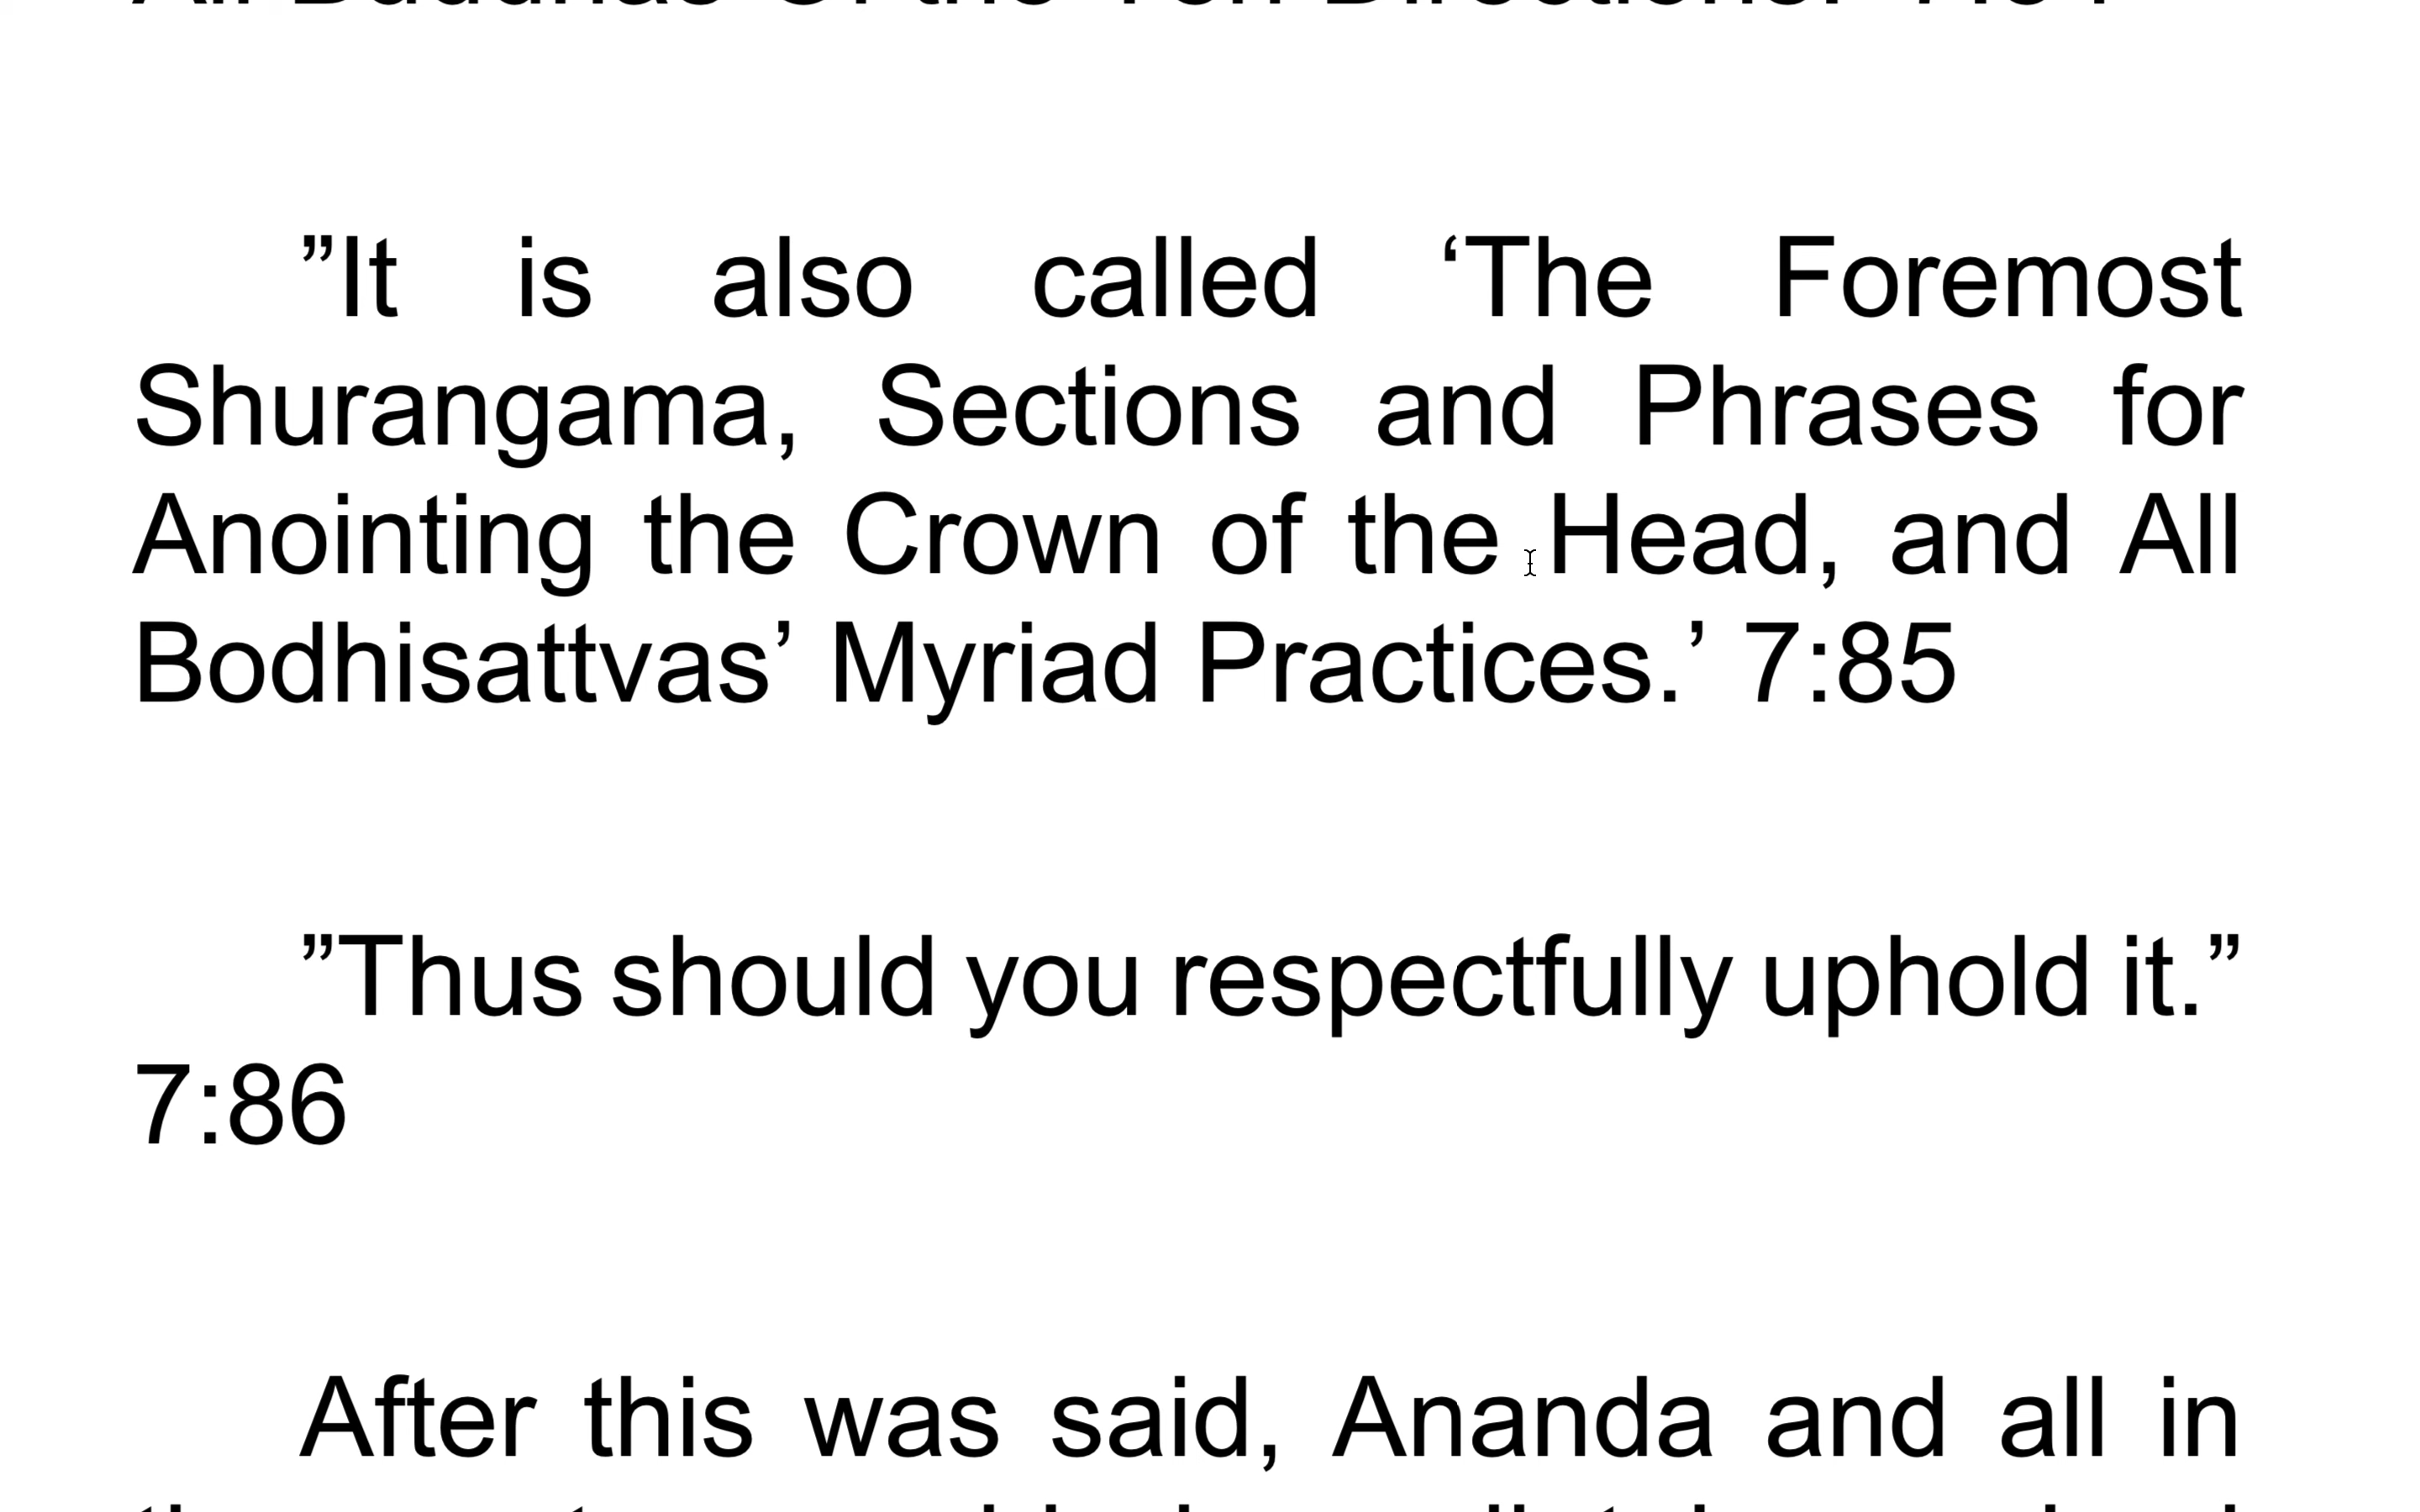 ”It is also called ‘The Foremost
Shurangama, Sections and Phrases for
Anointing the Crown of the Head, and All
Bodhisattvas’ Myriad Practices.’ 7:85
”Thus should you respectfully uphold it.”
7:86
After this was said, Ananda and all in